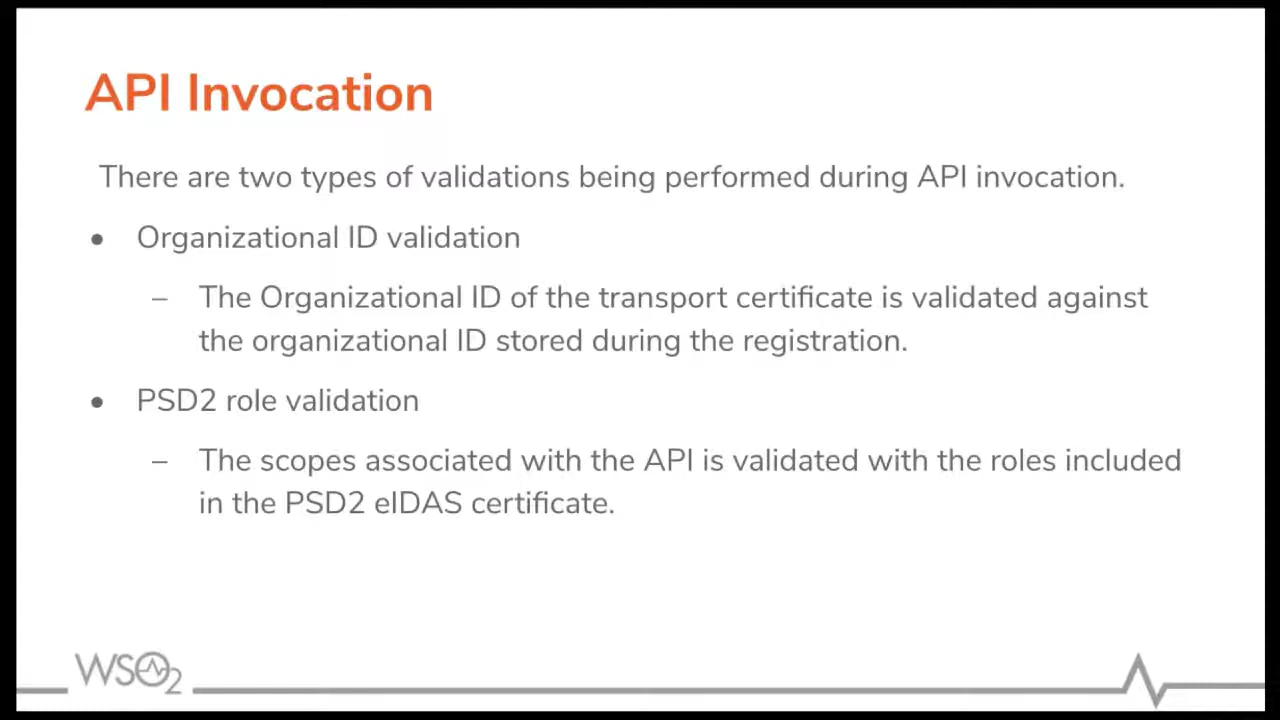 API Invocation
There are two types of validations being performed during API invocation.
● Organizational ID validation
– The Organizational ID of the transport certificate is validated against
the organizational ID stored during the registration.
● PSD2 role validation
– The scopes associated with the API is validated with the roles included
in the PSD2 eIDAS certificate.
WSO2